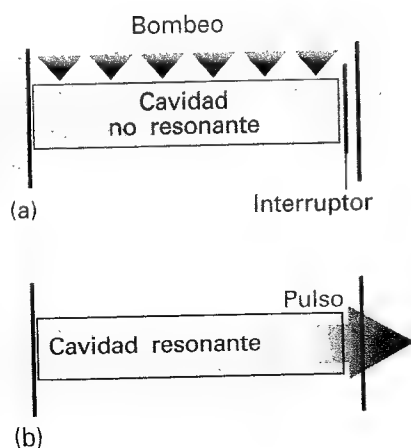 Bombeo
Cavidad
no resonante
(a)
Interruptor
Pulso
Cavidad resonante
(b)